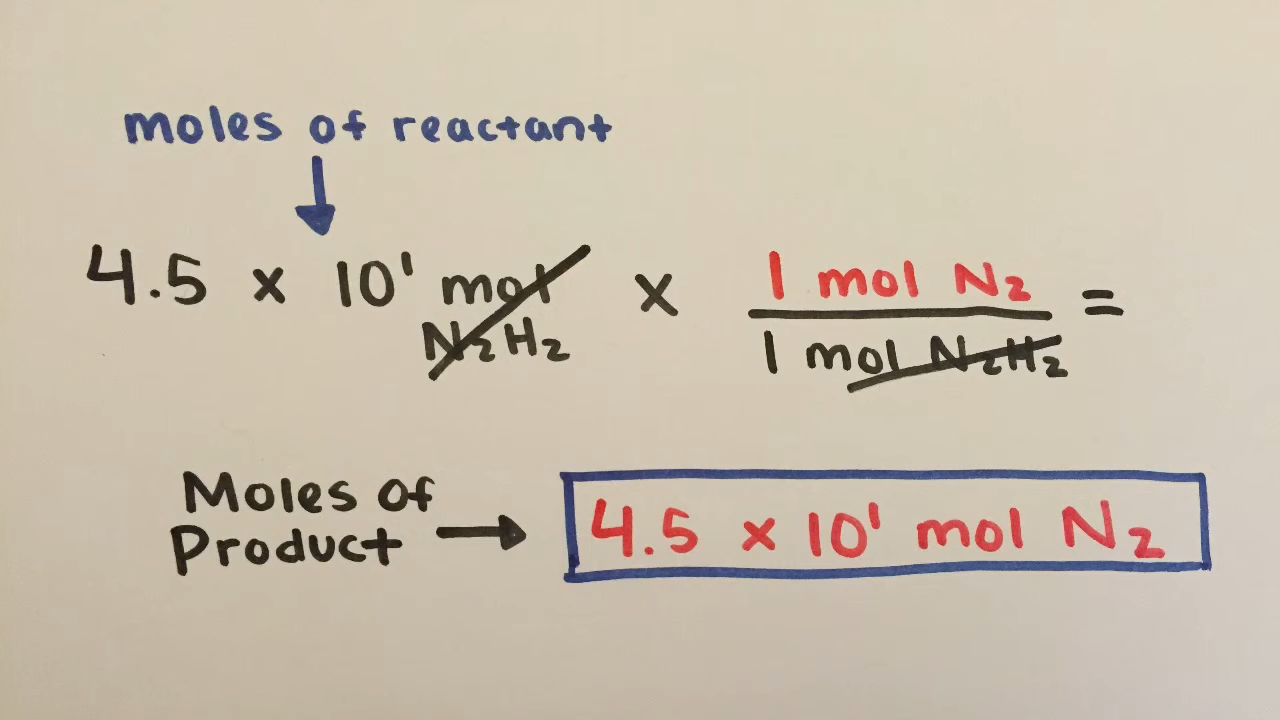 moles of reactant
4.5 x 10¹ mol x 1 mol N₂ =
N₂H₂ 1 mol N₂H₂
Moles of
Product
4.5 x 10¹ mol N₂